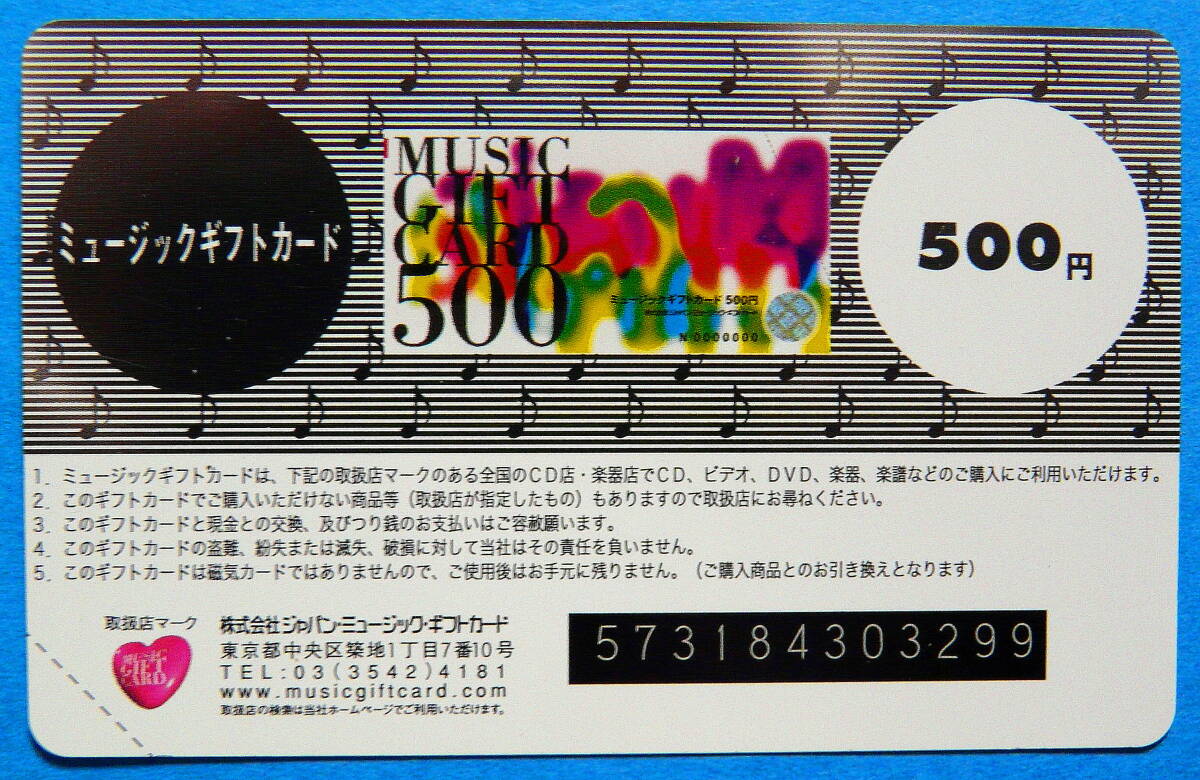 ミュージックギフトカード
MUSIC
GIFT
CARD
500
ミュージックギフトカード 500円
N 0000000
500円
1. ミュージックギフトカードは、下記の取扱店マークのある全国のCD店・楽器店でCD、ビデオ、DVD、楽器、楽譜などのご購入にご利用いただけます。
2. このギフトカードでご購入いただけない商品等（取扱店が指定したもの）もありますので取扱店にお尋ねください。
3. このギフトカードと現金との交換、及びつり銭のお支払いはご容赦願います。
4. このギフトカードの盗難、紛失または滅失、破損に対して当社はその責任を負いません。
5. このギフトカードは磁気カードではありませんので、ご使用後はお手元に残りません。（ご購入商品とのお引き換えとなります）
取扱店マーク
MUSIC
GIFT
CARD
株式会社ジャパン・ミュージック・ギフトカード
東京都中央区築地1丁目7番10号
TEL:03(3542)4181
www.musicgiftcard.com
取扱店の検索は当社ホームページでご利用いただけます。
573184303299